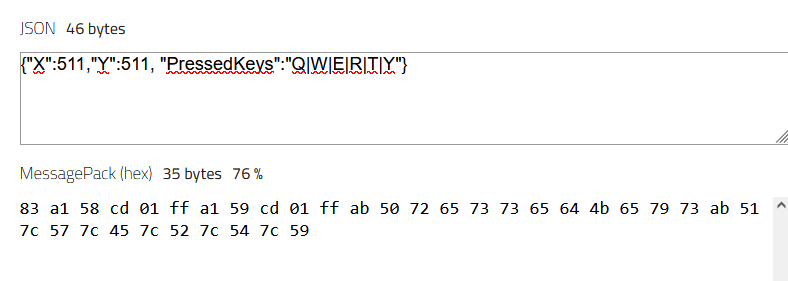 JSON 46 bytes
{"X":511,"Y":511, "PressedKeys":"Q|W|E|R|T|Y"}
MessagePack (hex) 35 bytes 76 %
83 a1 58 cd 01 ff a1 59 cd 01 ff ab 50 72 65 73 73 65 64 4b 65 79 73 ab 51
7c 57 7c 45 7c 52 7c 54 7c 59